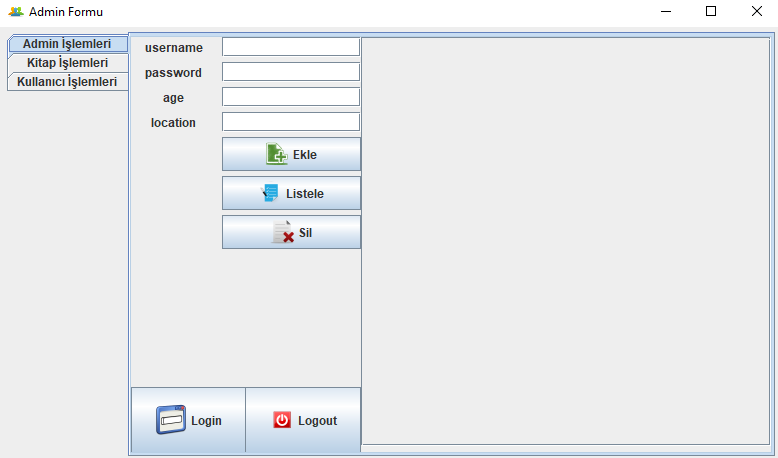 Admin Formu
Admin İşlemleri
Kitap İşlemleri
Kullanıcı İşlemleri
username
password
age
location
Ekle
Listele
Sil
Login
Logout